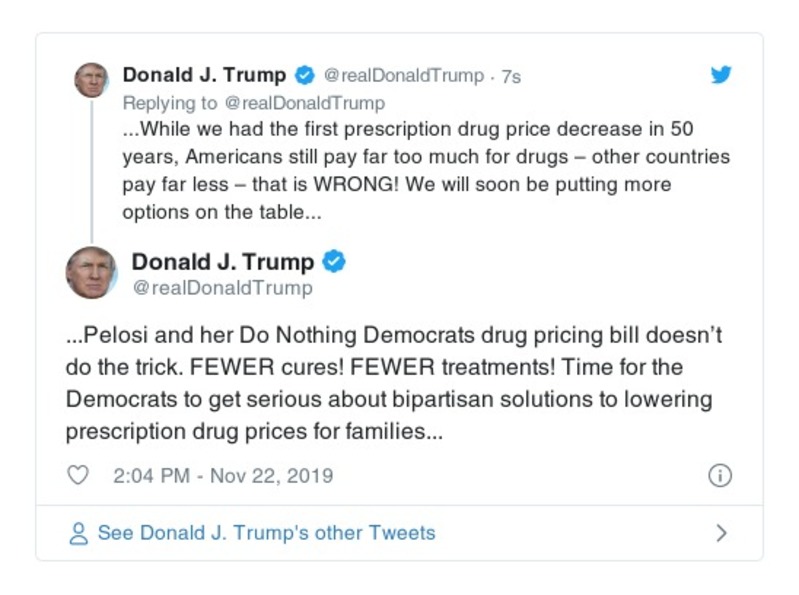 Donald J. Trump @realDonaldTrump · 7s
Replying to @realDonaldTrump
...While we had the first prescription drug price decrease in 50
years, Americans still pay far too much for drugs – other countries
pay far less – that is WRONG! We will soon be putting more
options on the table...
Donald J. Trump
@realDonaldTrump
...Pelosi and her Do Nothing Democrats drug pricing bill doesn’t
do the trick. FEWER cures! FEWER treatments! Time for the
Democrats to get serious about bipartisan solutions to lowering
prescription drug prices for families...
2:04 PM - Nov 22, 2019
See Donald J. Trump's other Tweets